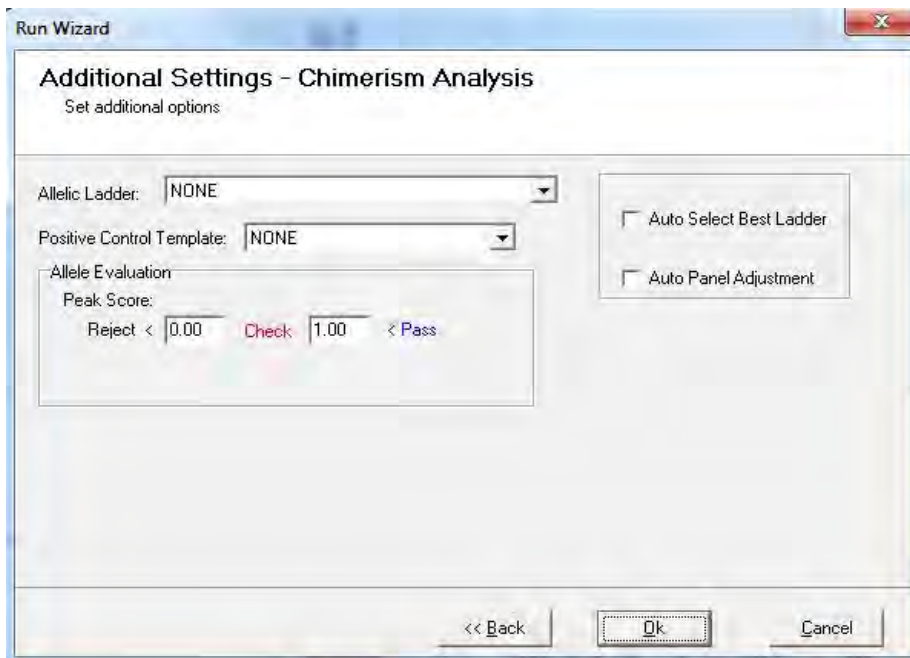 Run Wizard
Additional Settings - Chimerism Analysis
Set additional options
Allelic Ladder: NONE
Positive Control Template: NONE
Allele Evaluation
Peak Score:
Reject < 0.00 Check 1.00 < Pass
Auto Select Best Ladder
Auto Panel Adjustment
<< Back Ok Cancel